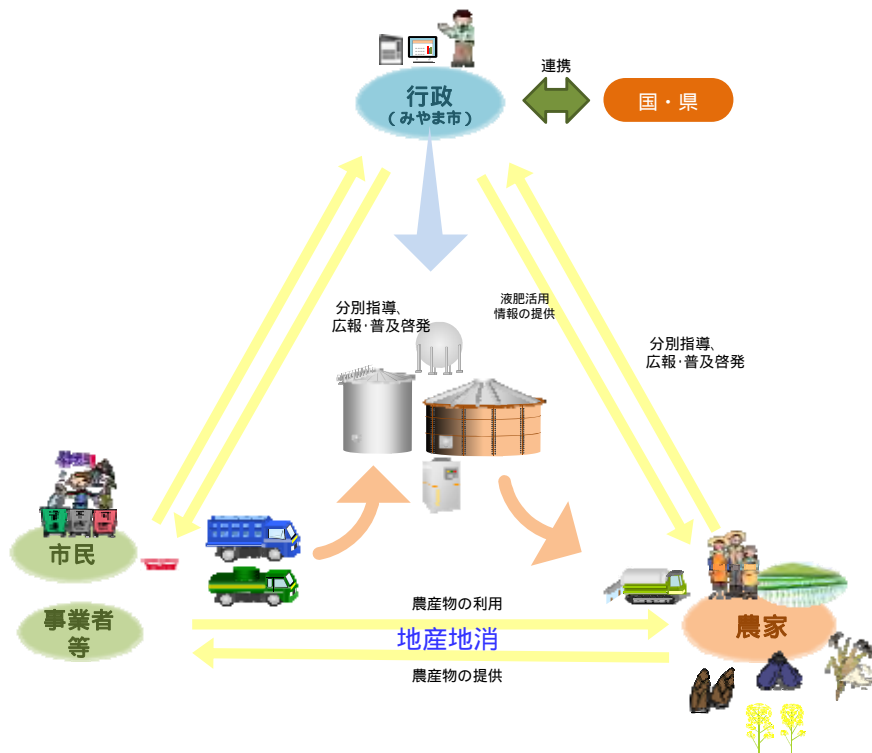 連携
行政
（みやま市）
国・県
分別指導、
広報・普及啓発
液肥活用
情報の提供
分別指導、
広報・普及啓発
市民
事業者
等
農産物の利用
地産地消
農産物の提供
農家